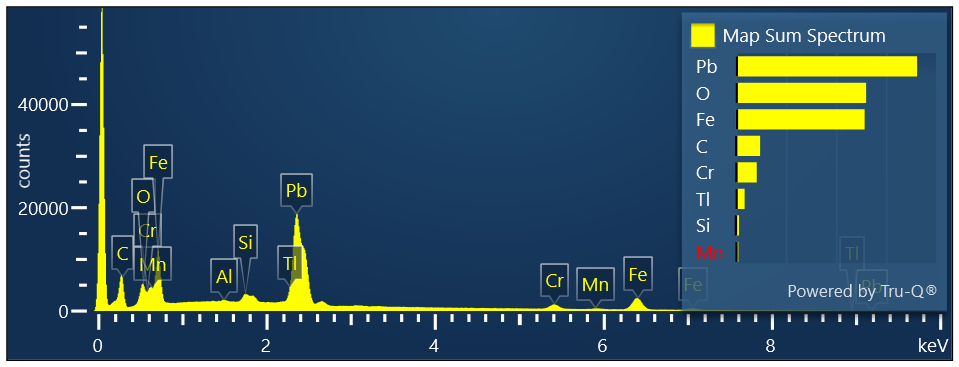 Map Sum Spectrum
Pb
O
Fe
C
Cr
Tl
Si
Mn
Powered by Tru-Q®
counts
40000
20000
0
Fe
O
Cr
C
Mn
Al
Si
Pb
Tl
Cr
Mn
Fe
Fe
Tl
Pb
0 2 4 6 8 keV